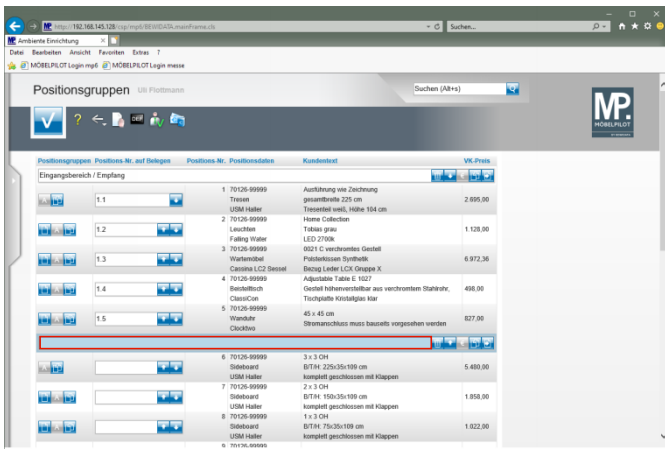 http://192.168.145.128/csp/mp6/BEWIDATA.mainFrame.cls
Suchen...
Ambiente Einrichtung
Datei Bearbeiten Ansicht Favoriten Extras ?
MÖBELPILOT Login mp6 MÖBELPILOT Login messe
Positionsgruppen Uli Flottmann
Suchen (Alt+s)
MP.
MÖBELPILOT
Positionsgruppen Positions-Nr. auf Belegen Positions-Nr. Positionsdaten Kundentext VK-Preis
Eingangsbereich / Empfang
1 70126-99999 Ausführung wie Zeichnung
1.1 Tresen gesamtbreite 225 cm 2.695,00
USM Haller Tresenteil weiß, Höhe 104 cm
2 70126-99999 Home Collection
1.2 Leuchten Tobias grau 1.128,00
Falling Water LED 2700k
3 70126-99999 0021 C verchromtes Gestell
1.3 Wartemöbel Polsterkissen Synthetik 6.972,36
Cassina LC2 Sessel Bezug Leder LCX Gruppe X
4 70126-99999 Adjustable Table E 1027
1.4 Beistelltisch Gestell höhenverstellbar aus verchromtem Stahlrohr, 498,00
ClassiCon Tischplatte Kristallglas klar
5 70126-99999 45 x 45 cm
1.5 Wanduhr Stromanschluss muss bauseits vorgesehen werden 827,00
Clocktwo
6 70126-99999 3 x 3 OH
Sideboard B/T/H: 225x35x109 cm 5.480,00
USM Haller komplett geschlossen mit Klappen
7 70126-99999 2 x 3 OH
Sideboard B/T/H: 150x35x109 cm 1.858,00
USM Haller komplett geschlossen mit Klappen
8 70126-99999 1 x 3 OH
Sideboard B/T/H: 75x35x109 cm 1.022,00
USM Haller komplett geschlossen mit Klappen
9 70126-99999